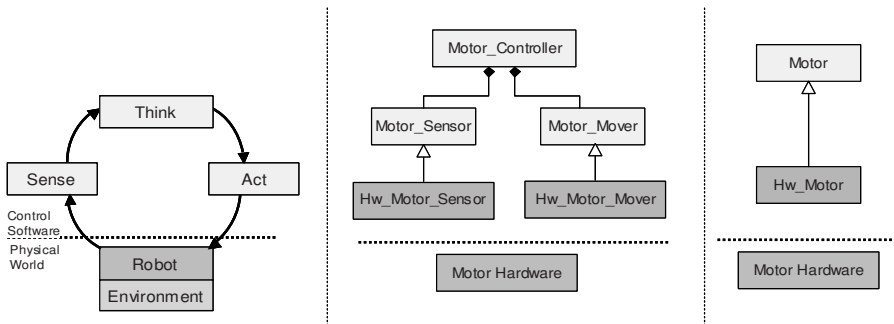 Think
Sense
Act
Control
Software
Physical
World
Robot
Environment
Motor_Controller
Motor_Sensor
Motor_Mover
Hw_Motor_Sensor
Hw_Motor_Mover
Motor Hardware
Motor
Hw_Motor
Motor Hardware